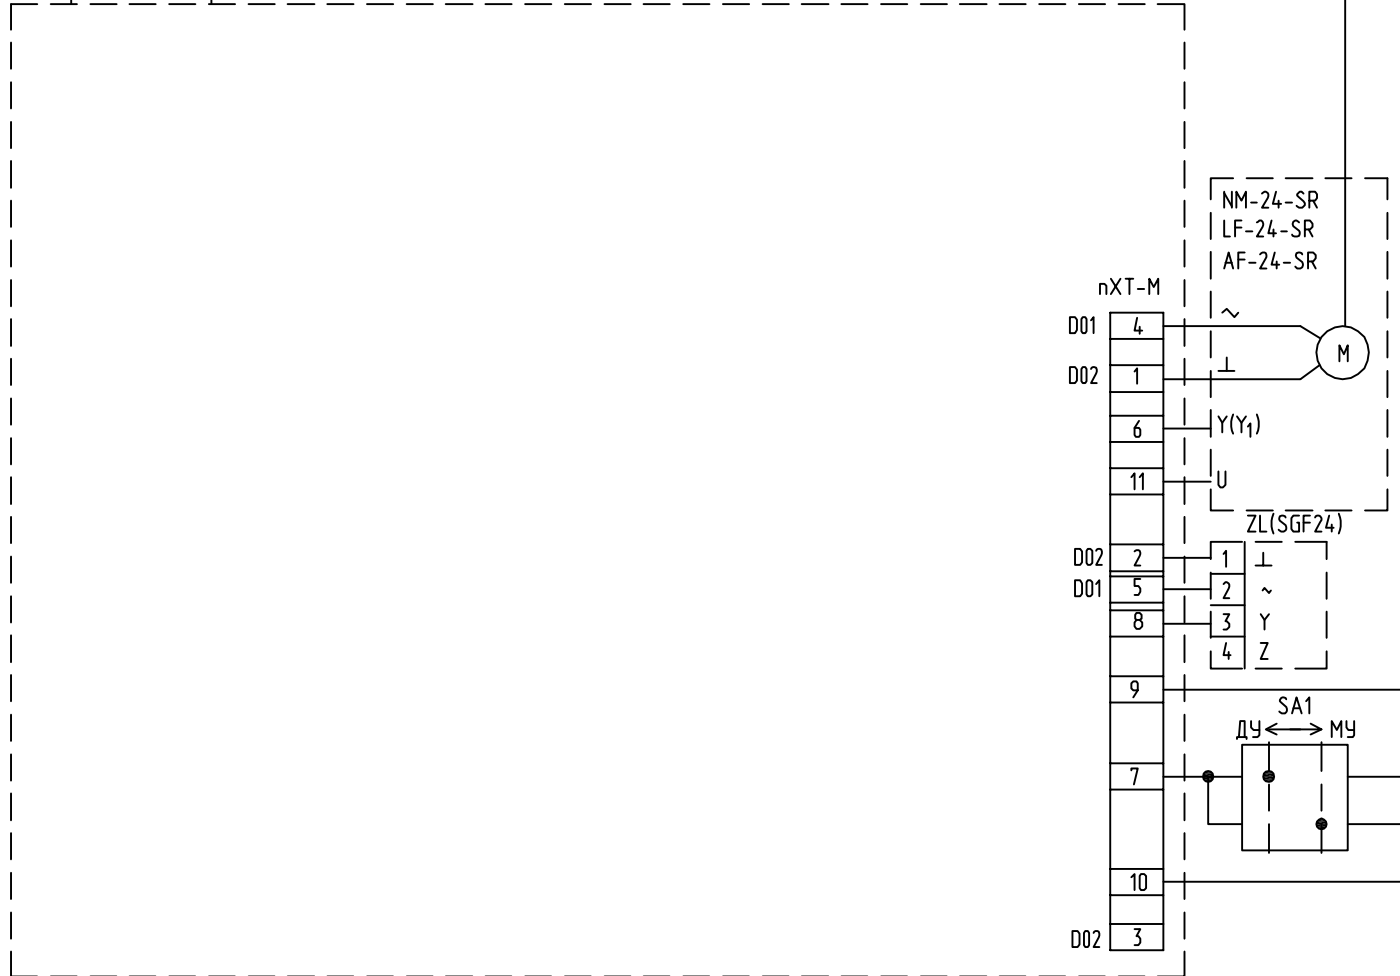 NM-24-SR
LF-24-SR
AF-24-SR
nXT-M
D01 4 ~
M
D02 1 ⊥
6 Y(Y₁)
11 U
ZL(SGF24)
D02 2 1 ⊥
D01 5 2 ~
8 3 Y
4 Z
9
SA1
ДУ МУ
7
10
D02 3